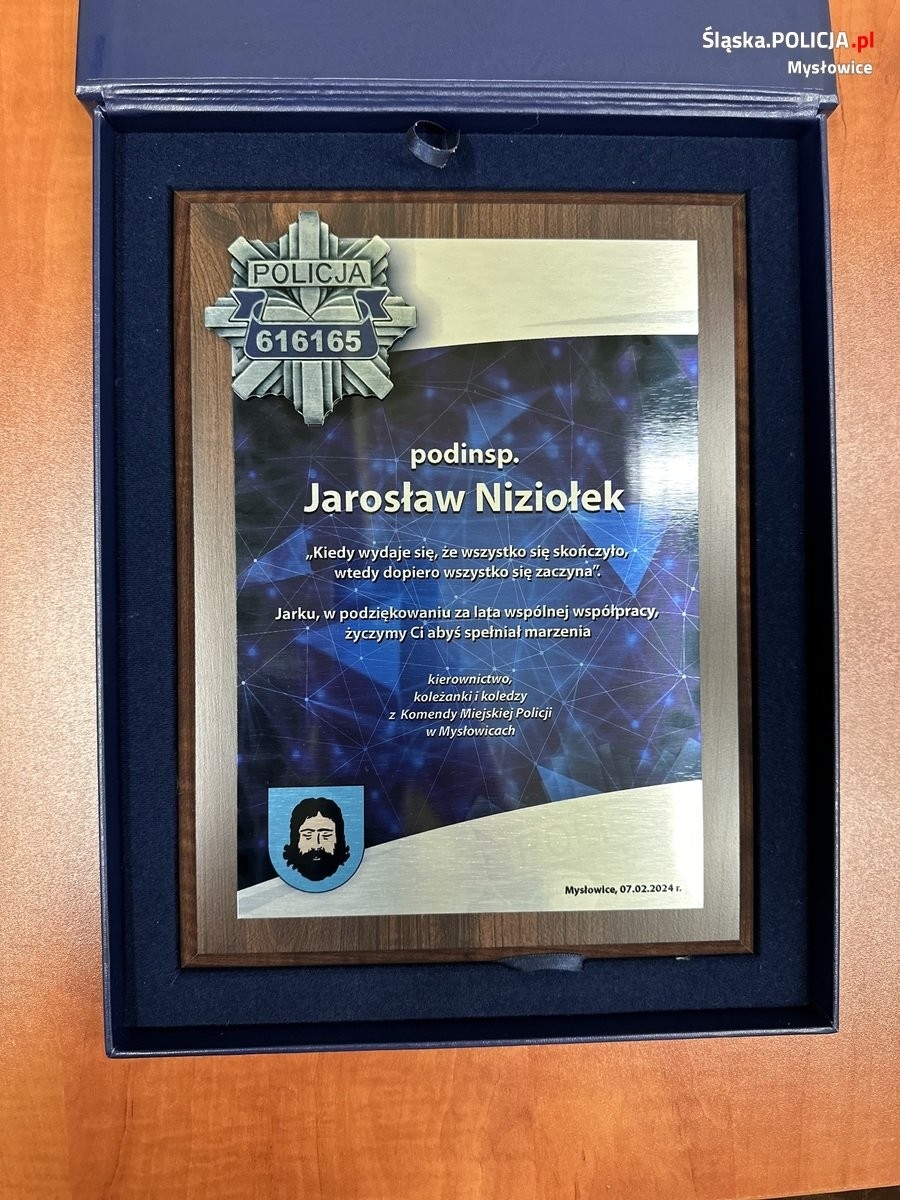 Śląska.POLICJA.pl
Mysłowice
POLICJA
616165
podinsp.
Jarosław Niziołek
„Kiedy wydaje się, że wszystko się skończyło,
wtedy dopiero wszystko się zaczyna”.
Jarku, w podziękowaniu za lata wspólnej współpracy,
życzymy Ci abyś spełniał marzenia
kierownictwo,
koleżanki i koledzy
z Komendy Miejskiej Policji
w Mysłowicach
Mysłowice, 07.02.2024 r.